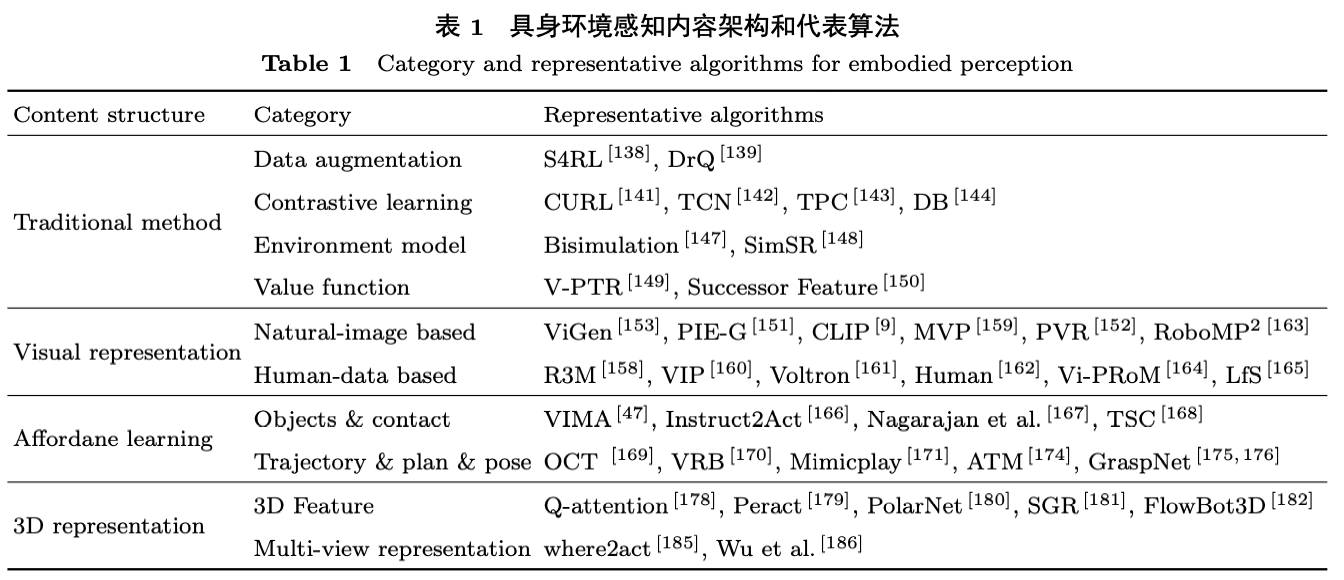 表 1 具身环境感知内容架构和代表算法
Table 1 Category and representative algorithms for embodied perception
Content structure Category Representative algorithms
Traditional method
Data augmentation S4RL [138], DrQ [139]
Contrastive learning CURL [141], TCN [142], TPC [143], DB [144]
Environment model Bisimulation [147], SimSR [148]
Value function V-PTR [149], Successor Feature [150]
Visual representation
Natural-image based ViGen [153], PIE-G [151], CLIP [9], MVP [159], PVR [152], RoboMP² [163]
Human-data based R3M [158], VIP [160], Voltron [161], Human [162], Vi-PRoM [164], LfS [165]
Affordane learning
Objects & contact VIMA [47], Instruct2Act [166], Nagarajan et al. [167], TSC [168]
Trajectory & plan & pose OCT [169], VRB [170], Mimicplay [171], ATM [174], GraspNet [175, 176]
3D representation
3D Feature Q-attention [178], Peract [179], PolarNet [180], SGR [181], FlowBot3D [182]
Multi-view representation where2act [185], Wu et al. [186]